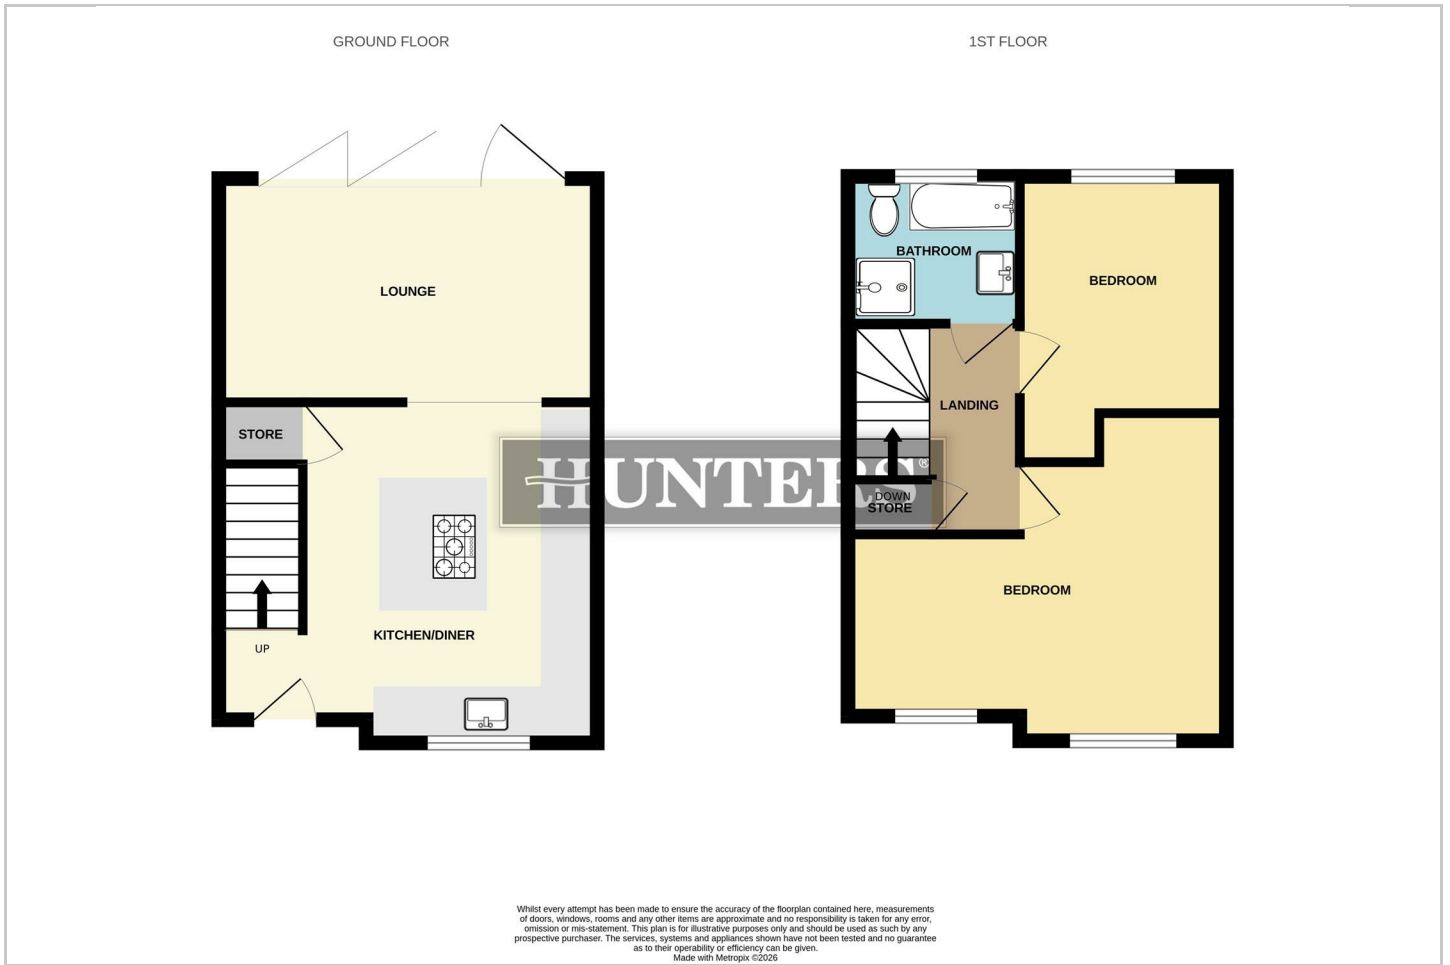 GROUND FLOOR
1ST FLOOR
LOUNGE
STORE
UP
KITCHEN/DINER
BATHROOM
BEDROOM
LANDING
DOWN
STORE
BEDROOM
HUNTERS®
Whilst every attempt has been made to ensure the accuracy of the floorplan contained here, measurements
of doors, windows, rooms and any other items are approximate and no responsibility is taken for any error,
omission or mis-statement. This plan is for illustrative purposes only and should be used as such by any
prospective purchaser. The services, systems and appliances shown have not been tested and no guarantee
as to their operability or efficiency can be given.
Made with Metropix ©2026